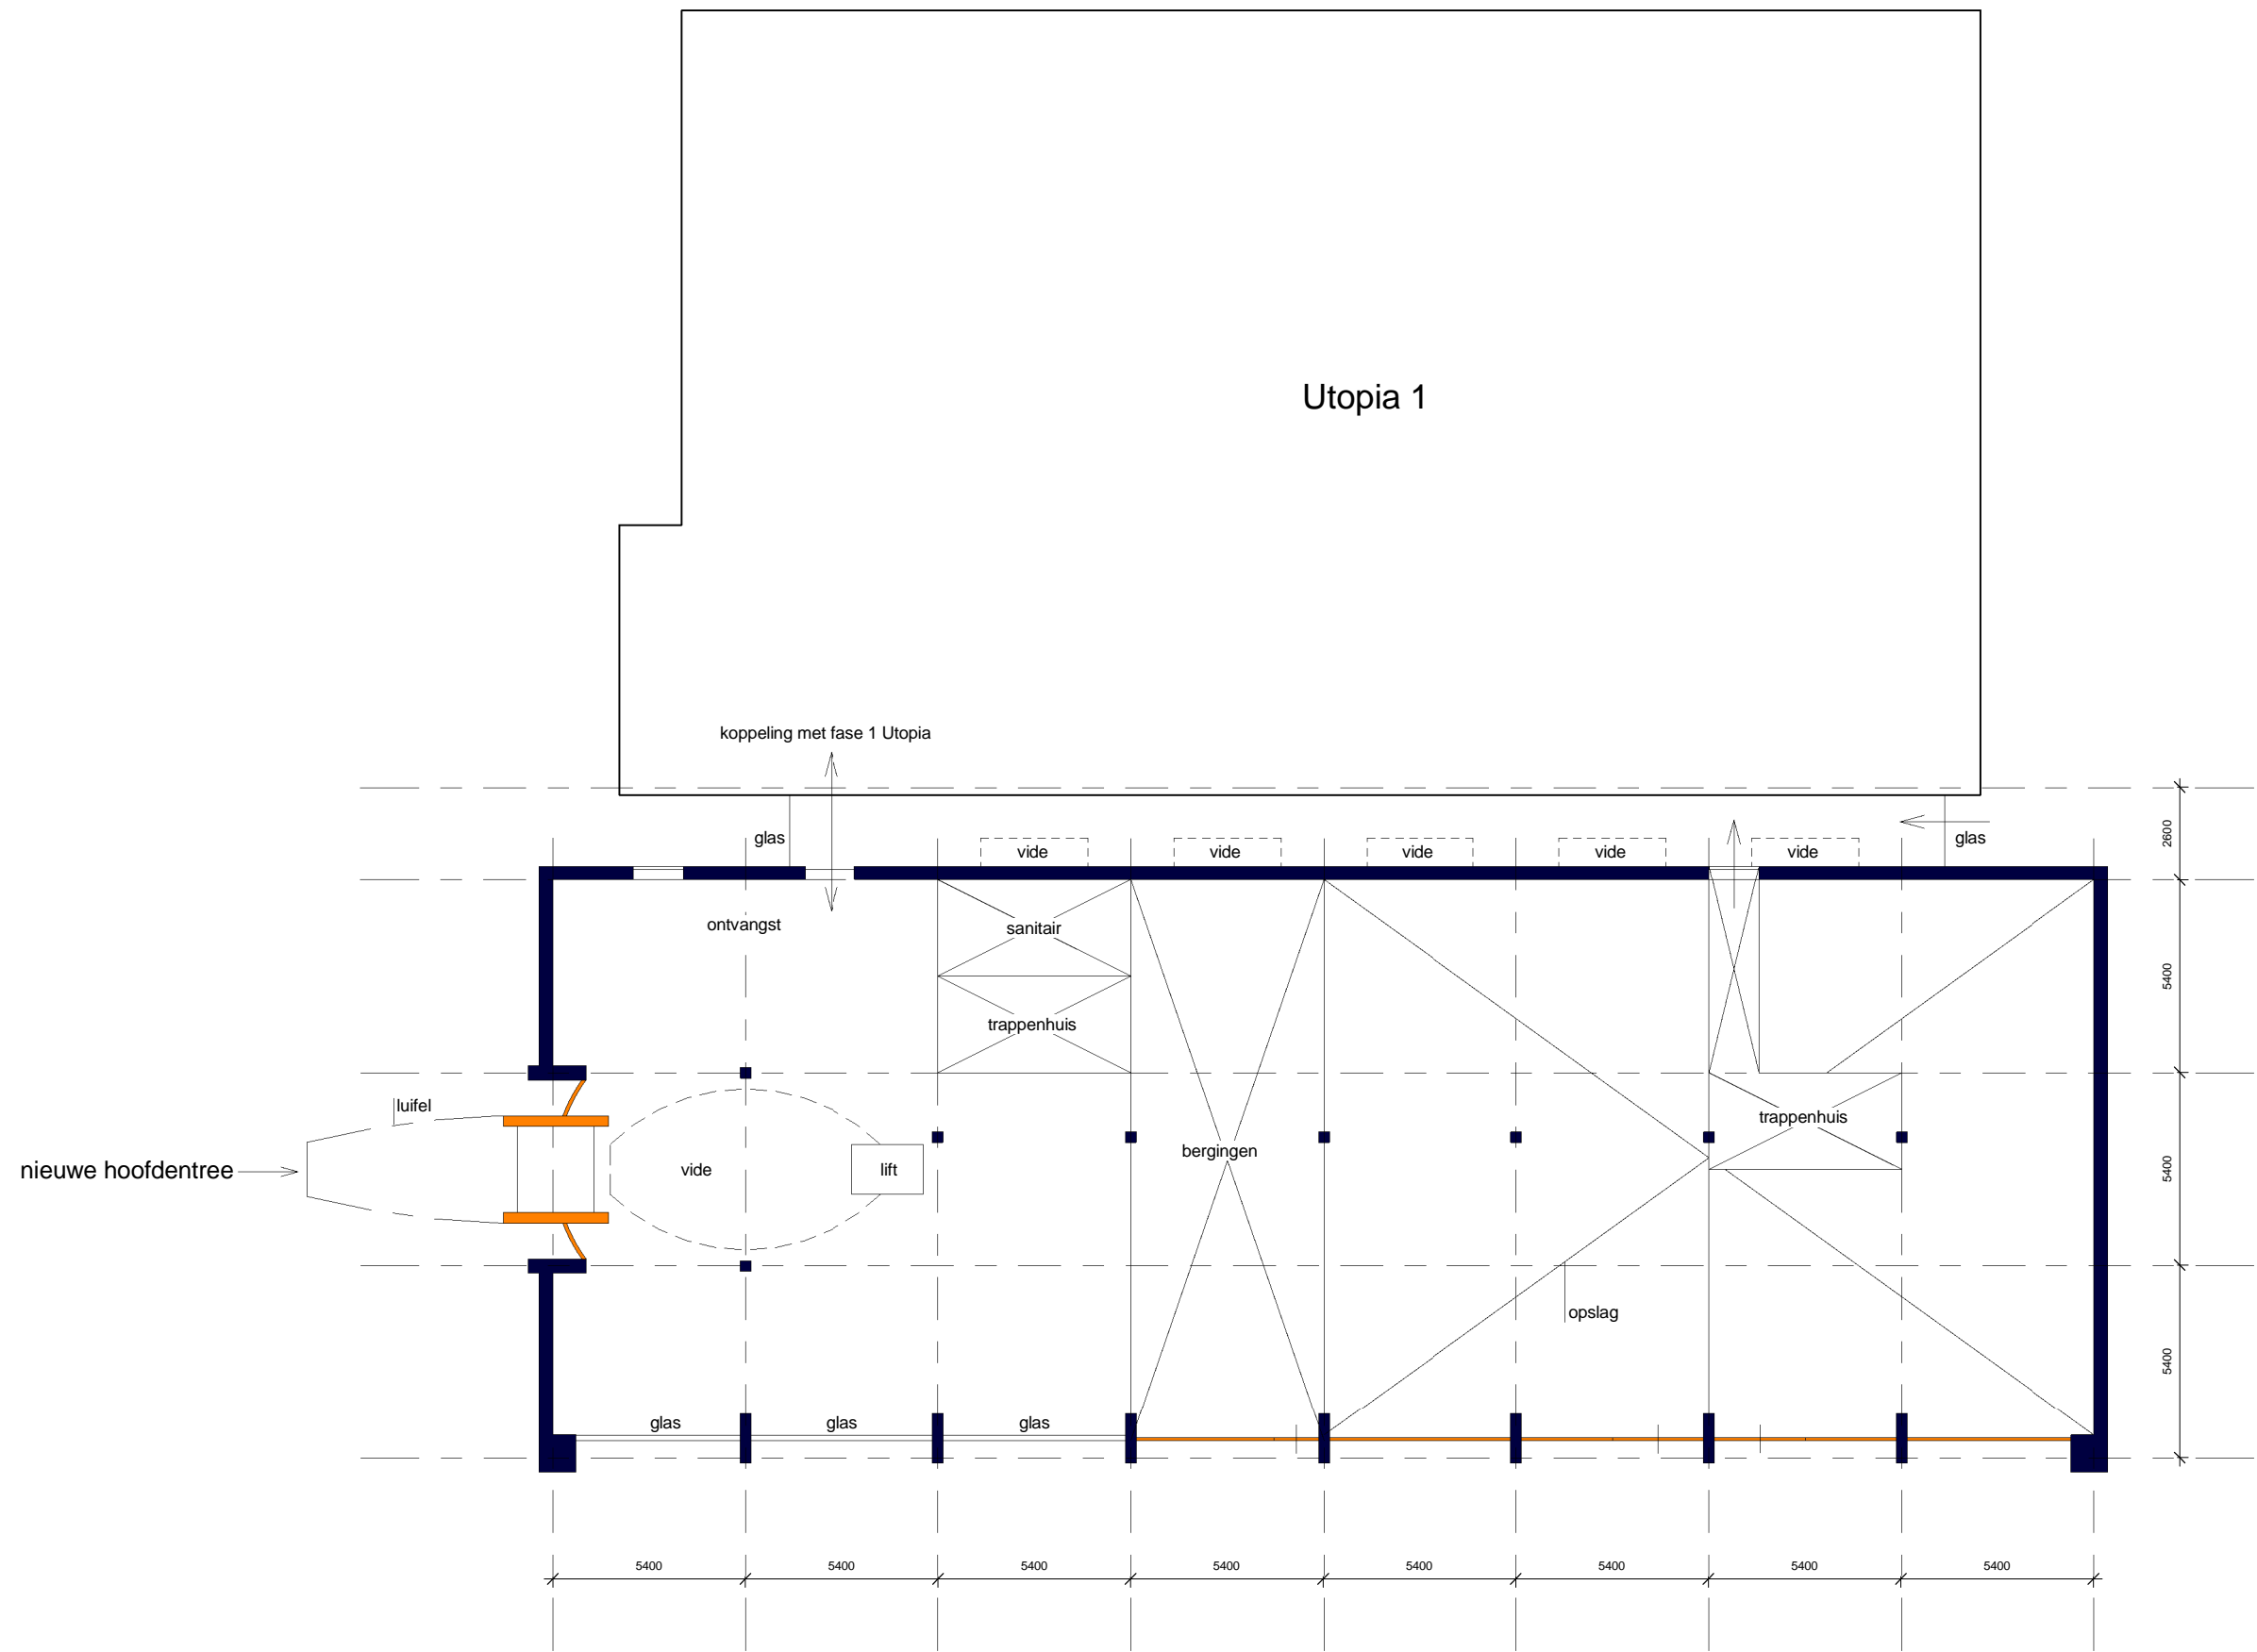 Utopia 1
koppeling met fase 1 Utopia
glas
glas
2600
vide
vide
vide
vide
vide
ontvangst
sanitair
5400
trappenhuis
luifel
trappenhuis
bergingen
nieuwe hoofdentree
vide
lift
5400
opslag
5400
glas
glas
glas
5400
5400
5400
5400
5400
5400
5400
5400